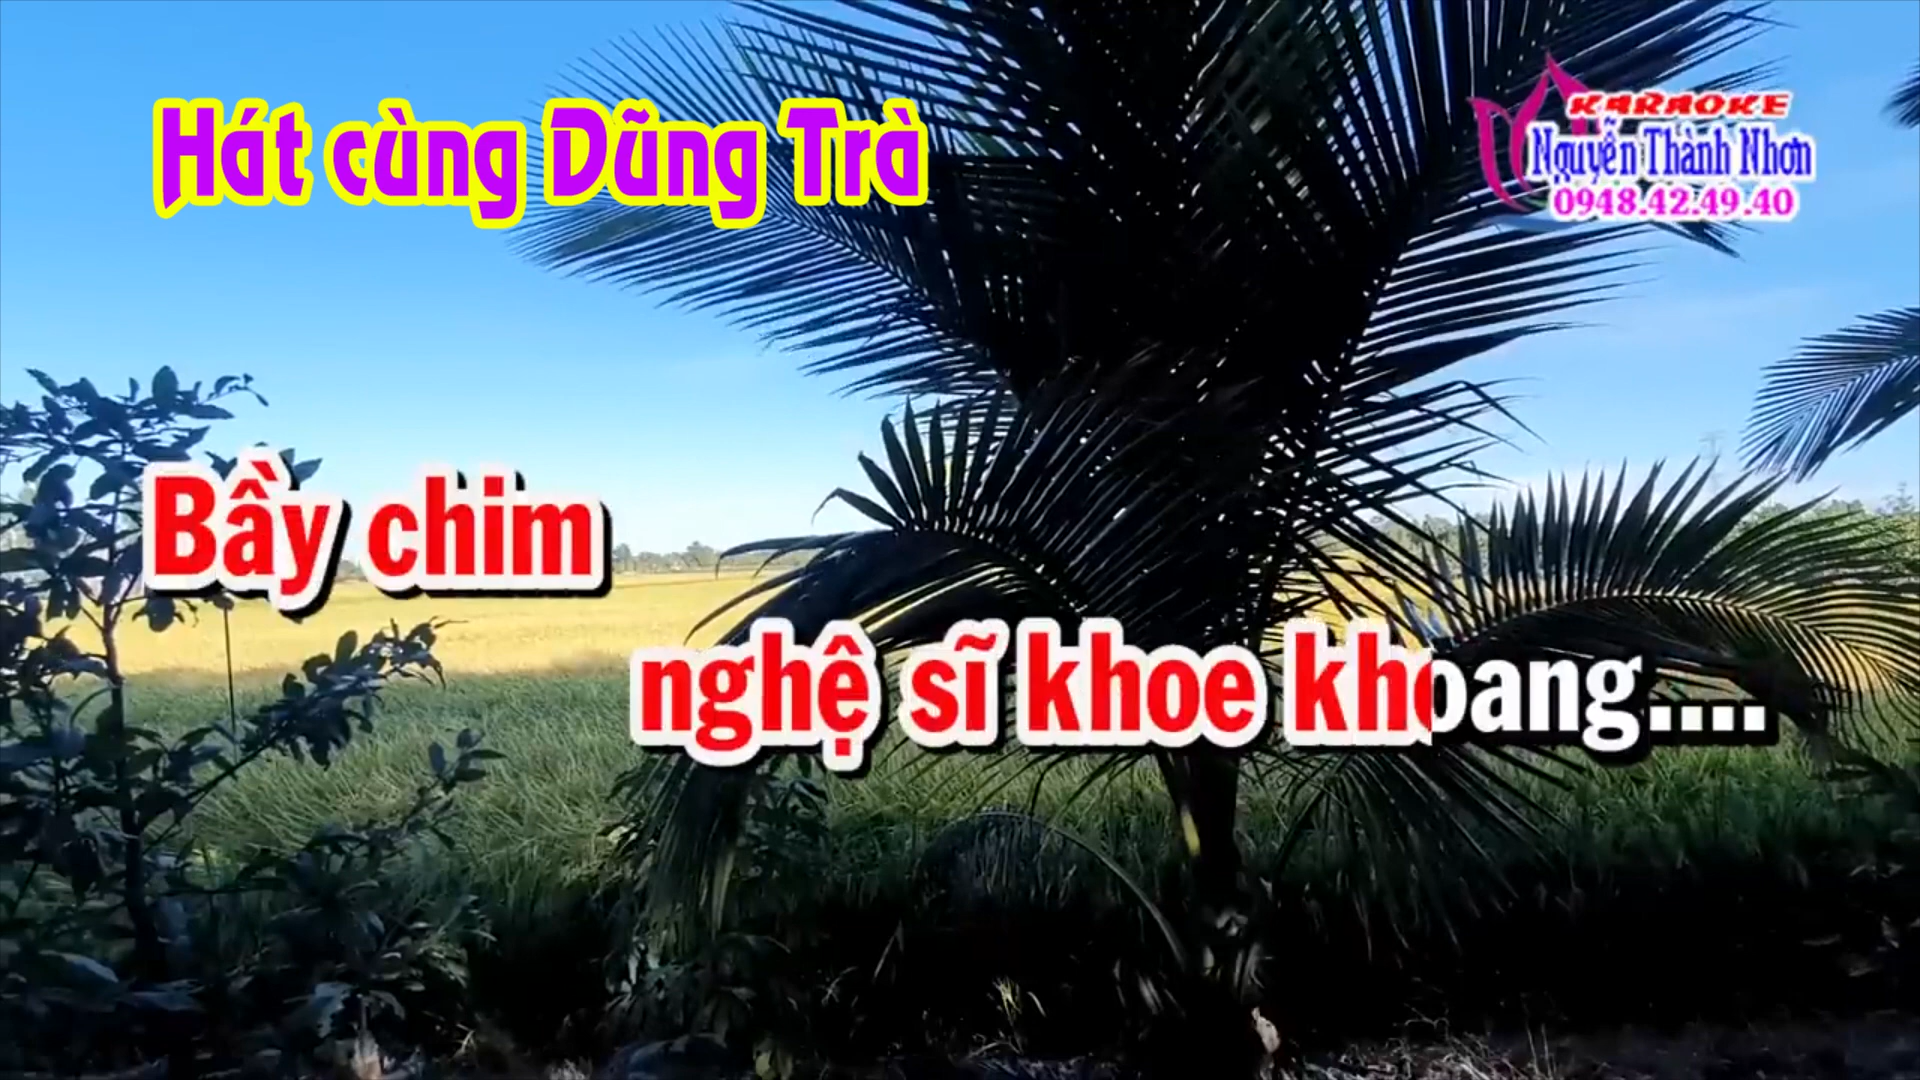 Hát cùng Dũng Trà
KARAOKE
Nguyễn Thành Nhơn
0948.42.49.40
Bầy chim
nghệ sĩ khoe khoang....